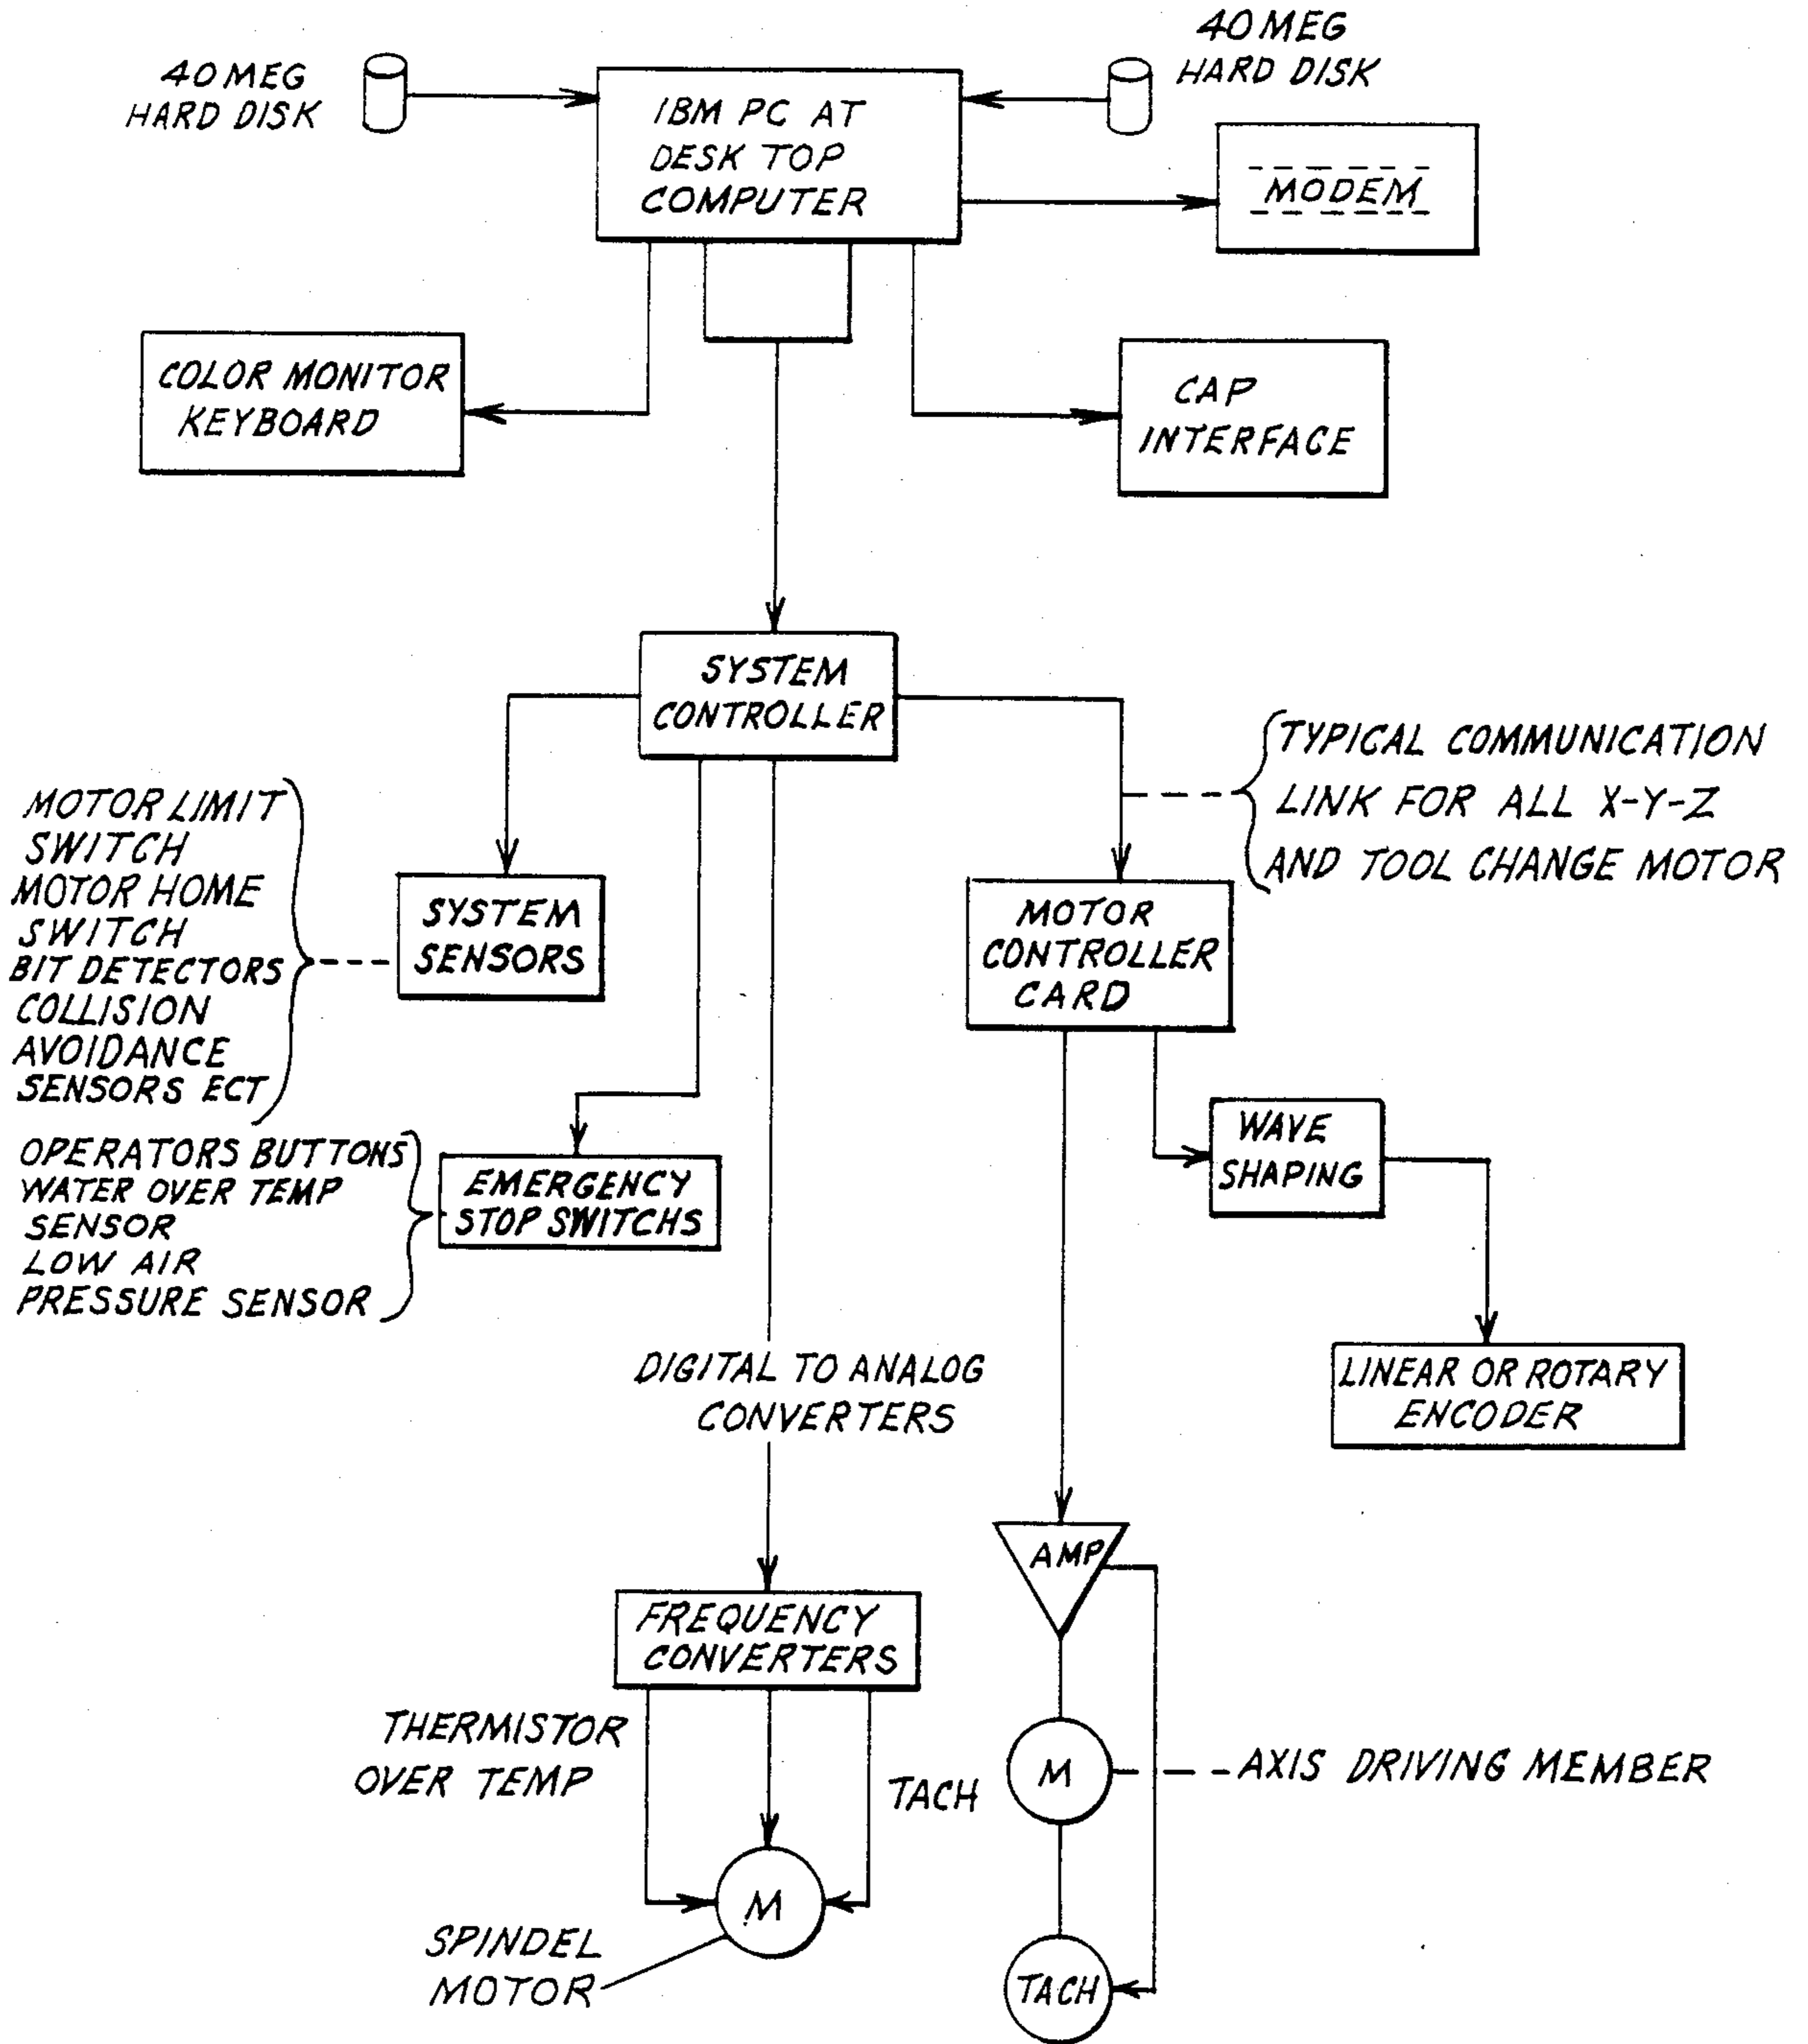 40 MEG
HARD DISK
IBM PC AT
DESK TOP
COMPUTER
40 MEG
HARD DISK
MODEM
COLOR MONITOR
KEYBOARD
CAP
INTERFACE
SYSTEM
CONTROLLER
TYPICAL COMMUNICATION
LINK FOR ALL X-Y-Z
AND TOOL CHANGE MOTOR
MOTOR LIMIT
SWITCH
MOTOR HOME
SWITCH
BIT DETECTORS
COLLISION
AVOIDANCE
SENSORS ECT
SYSTEM
SENSORS
MOTOR
CONTROLLER
CARD
OPERATORS BUTTONS
WATER OVER TEMP
SENSOR
LOW AIR
PRESSURE SENSOR
EMERGENCY
STOP SWITCHS
WAVE
SHAPING
DIGITAL TO ANALOG
CONVERTERS
LINEAR OR ROTARY
ENCODER
AMP
FREQUENCY
CONVERTERS
THERMISTOR
OVER TEMP
TACH
M
AXIS DRIVING MEMBER
M
SPINDEL
MOTOR
TACH